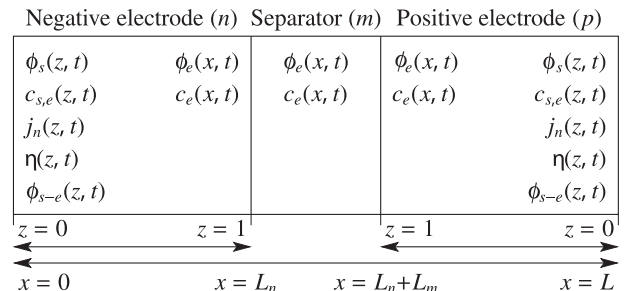 Negative electrode (n) Separator (m) Positive electrode (p)
ϕs(z, t) ϕe(x, t) ϕe(x, t) ϕe(x, t) ϕs(z, t)
cs,e(z, t) ce(x, t) ce(x, t) ce(x, t) cs,e(z, t)
jn(z, t) jn(z, t)
η(z, t) η(z, t)
ϕs−e(z, t) ϕs−e(z, t)
z = 0 z = 1 z = 1 z = 0
x = 0 x = Ln x = Ln+Lm x = L